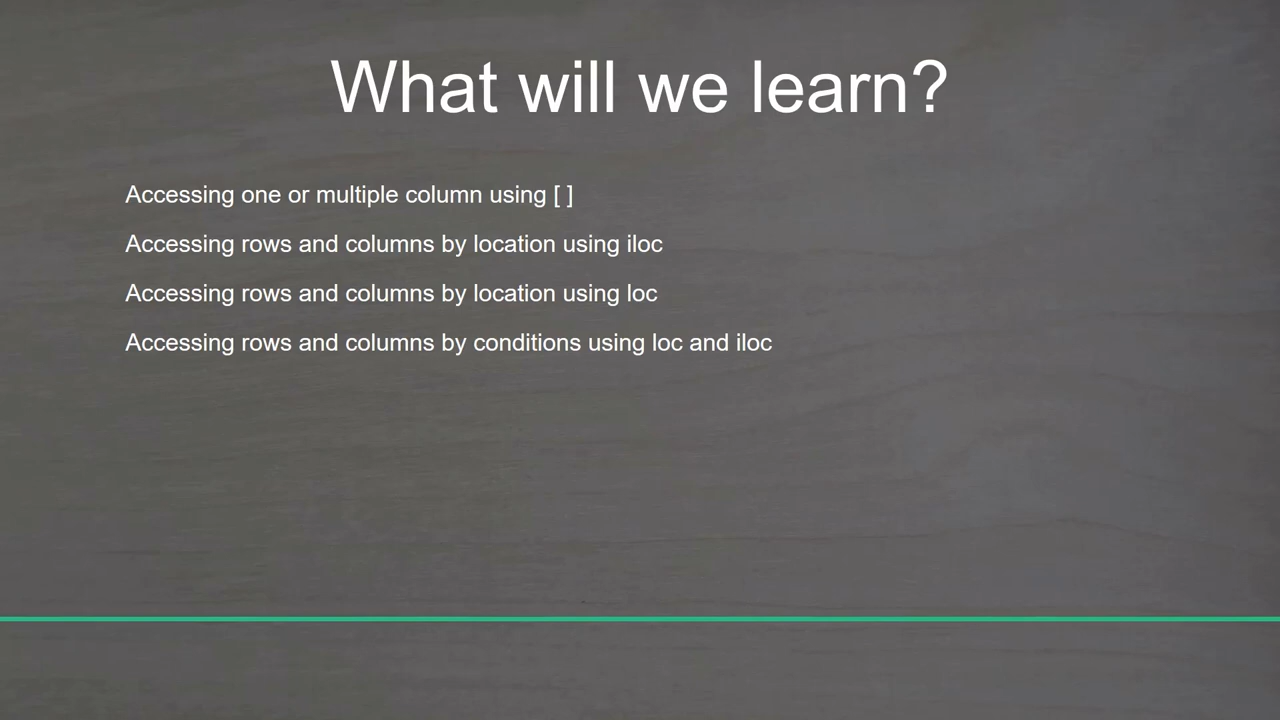 What will we learn?
Accessing one or multiple column using [ ]
Accessing rows and columns by location using iloc
Accessing rows and columns by location using loc
Accessing rows and columns by conditions using loc and iloc